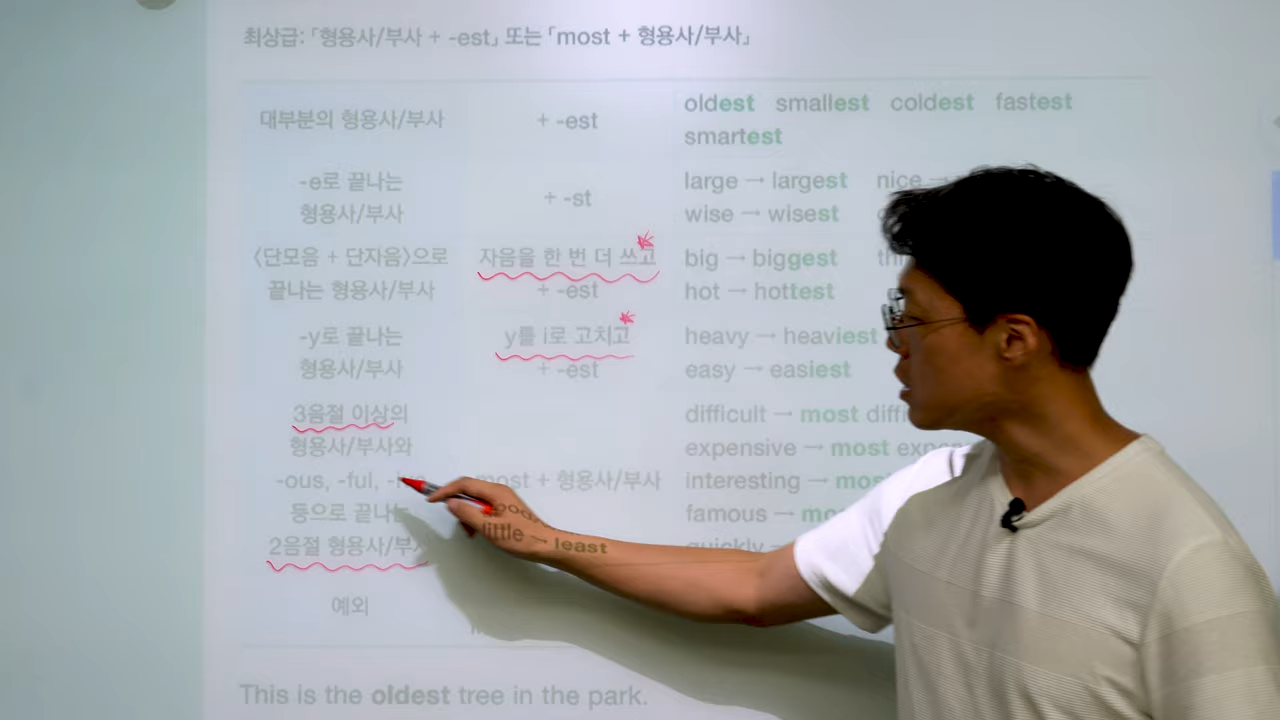 최상급: 「형용사/부사 + -est」 또는 「most + 형용사/부사」
대부분의 형용사/부사
+ -est
oldest smallest coldest fastest
smartest
-e로 끝나는
형용사/부사
+ -st
large → largest nice →
wise → wisest
〈단모음 + 단자음〉으로
끝나는 형용사/부사
자음을 한 번 더 쓰고
+ -est
big → biggest
hot → hottest
-y로 끝나는
형용사/부사
y를 i로 고치고
+ -est
heavy → heaviest
easy → easiest
3음절 이상의
형용사/부사와
-ous, -ful,
등으로 끝나는
2음절 형용사/부사
most + 형용사/부사
difficult → most
expensive → most
interesting →
famous →
quickly
예외
little → least
This is the oldest tree in the park.